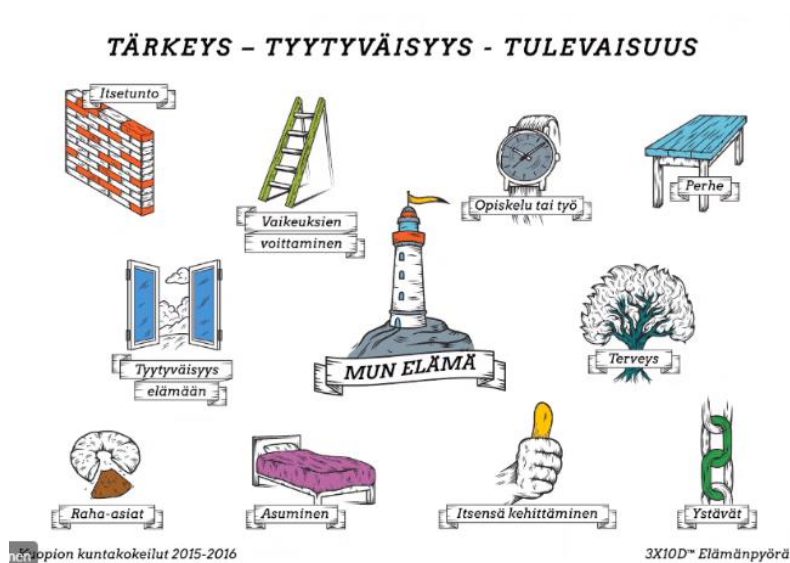 TÄRKEYS – TYYTYVÄISYYS - TULEVAISUUS
Itsetunto
Vaikeuksien
voittaminen
Opiskelu tai työ
Perhe
Tyytyväisyys
elämään
MUN ELÄMÄ
Terveys
Raha-asiat
Asuminen
Itsensä kehittäminen
Ystävät
kuntakokeilut 2015-2016
3X10D™ Elämänpyörä